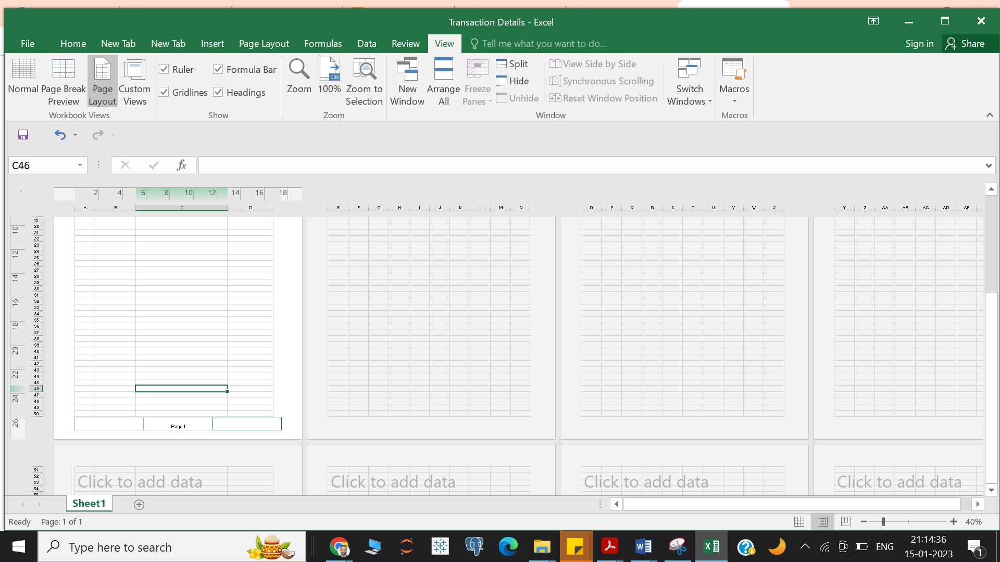 Transaction Details - Excel
File Home New Tab New Tab Insert Page Layout Formulas Data Review View Tell me what you want to do... Sign in Share
Normal Page Break Preview Page Layout Custom Views
Workbook Views
Ruler Formula Bar
Gridlines Headings
Show
Zoom 100 100% Zoom to Selection
Zoom
New Window Arrange All Freeze Panes
Split
Hide
Unhide
View Side by Side
Synchronous Scrolling
Reset Window Position
Switch Windows
Window
Macros
Macros
C46 fx
2 4 6 8 10 12 14 16 18
A B C D E F G H I J K L M N O P Q R S T U V W X Y Z AA AB AC AD AE
10 12 14 16 18 20 22 24 26
19
20
21
22
23
24
25
26
27
28
29
30
31
32
33
34
35
36
37
38
39
40
41
42
43
44
45
46
47
48
49
50
Page 1
51
52
53
54
55
Click to add data Click to add data Click to add data Click to add data
Sheet1
Ready Page: 1 of 1 40%
Type here to search
ENG
21:14:36
15-01-2023
1